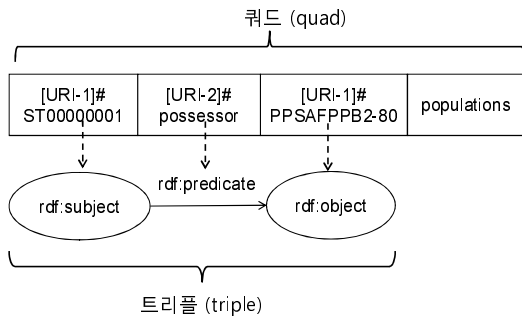 쿼드 (quad)
[URI-1]#
ST00000001
[URI-2]#
possessor
[URI-1]#
PPSAFPPB2-80
populations
rdf:predicate
rdf:subject
rdf:object
트리플 (triple)